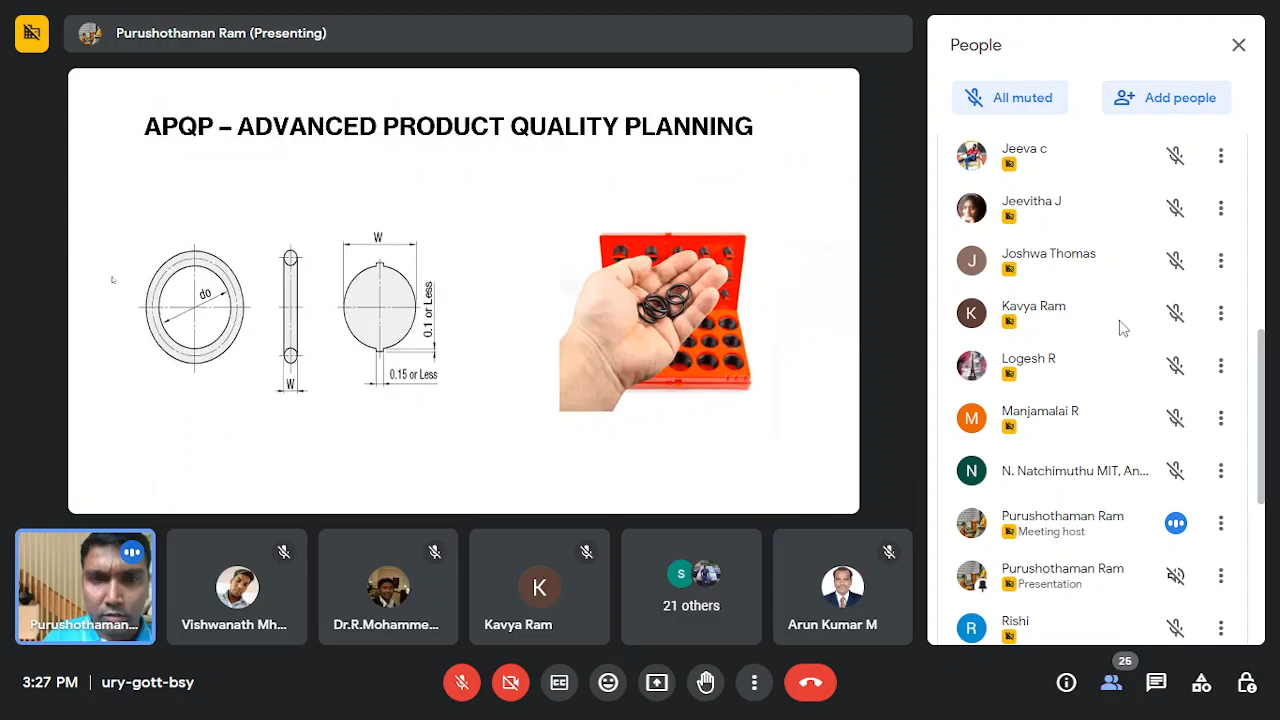 Purushothaman Ram (Presenting)
APQP – ADVANCED PRODUCT QUALITY PLANNING
do
W
W
0.1 or Less
0.15 or Less
Purushothaman...
Vishwanath Mh...
Dr.R.Mohamme...
K
Kavya Ram
S
21 others
Arun Kumar M
People
All muted
Add people
Jeeva c
Jeevitha J
J
Joshwa Thomas
K
Kavya Ram
Logesh R
M
Manjamalai R
N
N. Natchimuthu MIT, An...
Purushothaman Ram
Meeting host
Purushothaman Ram
Presentation
R
Rishi
3:27 PM | ury-gott-bsy
CC
25